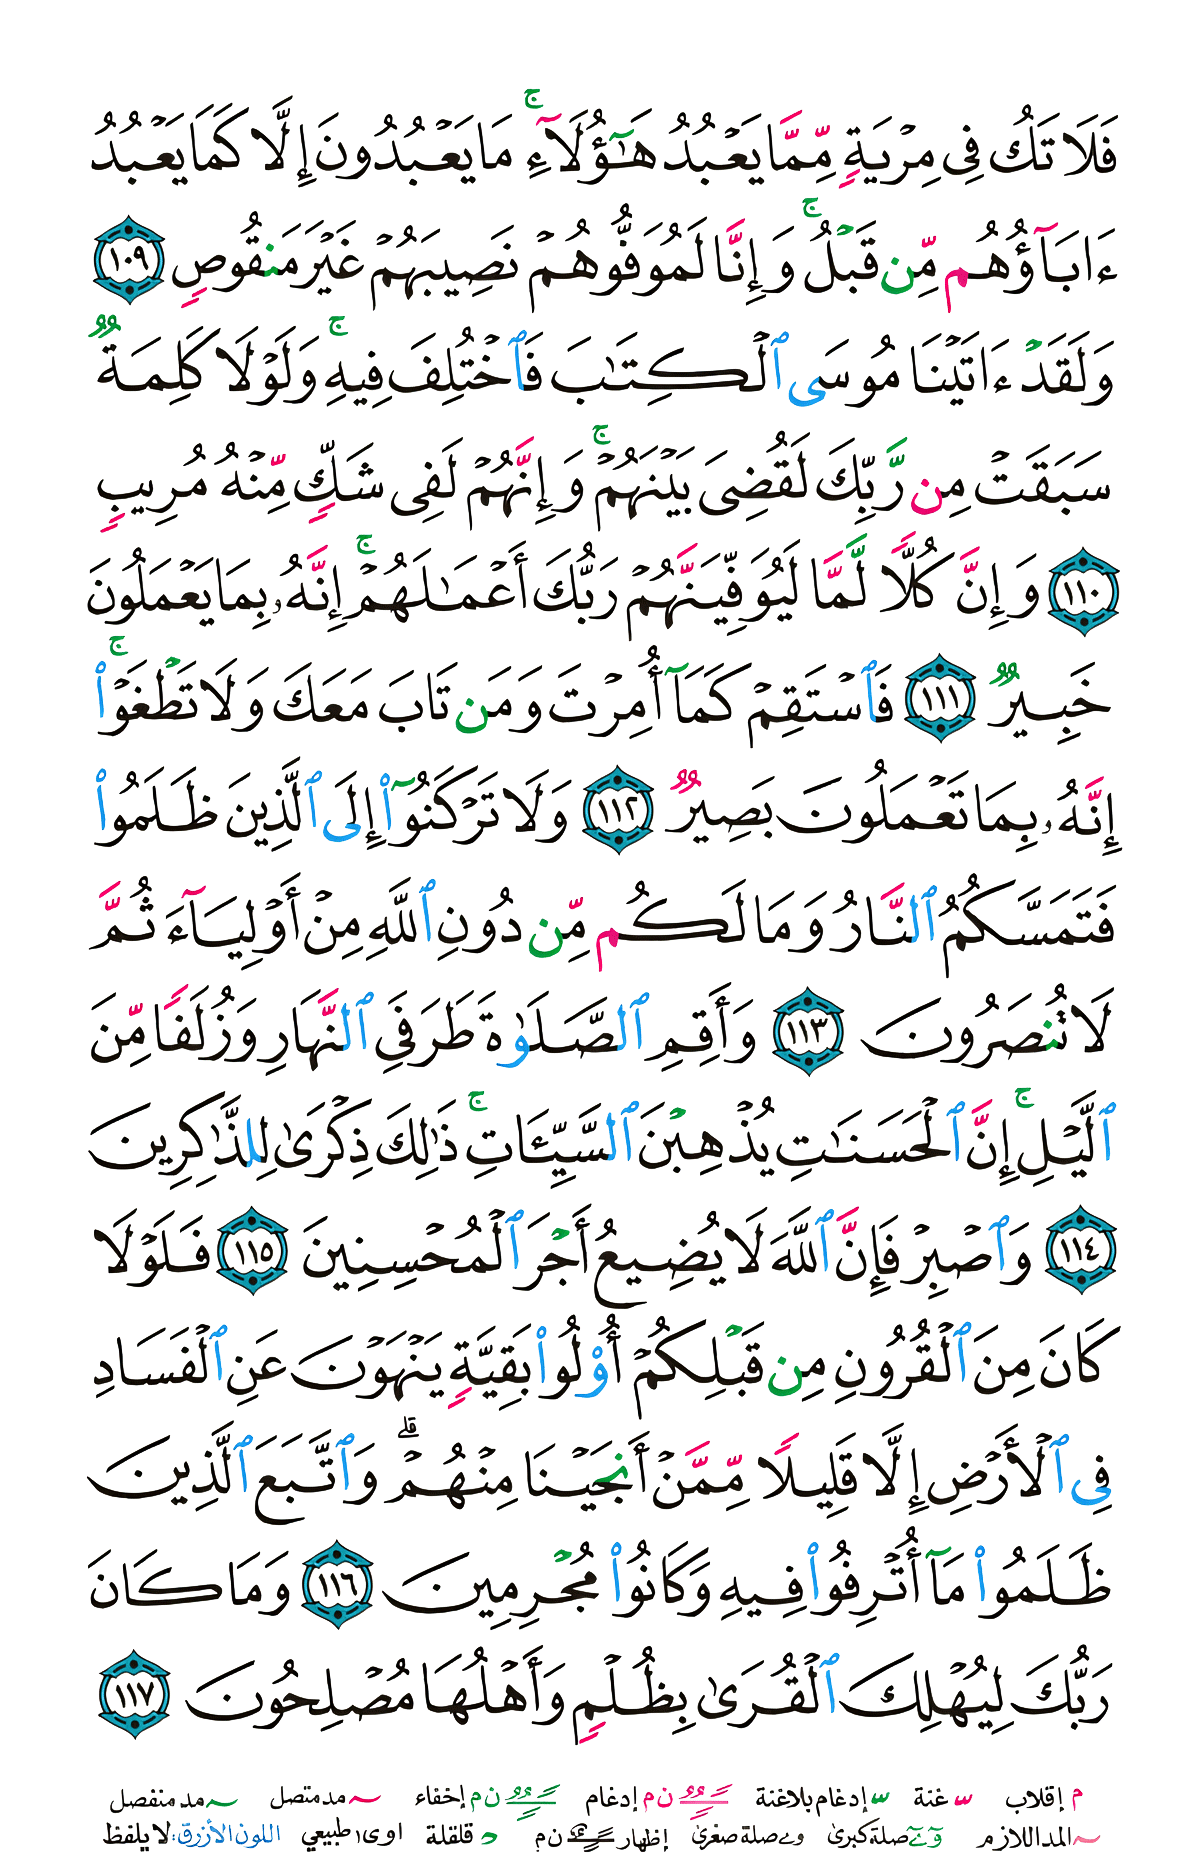 فَلَا تَكُ فِى مِرْيَةٍ مِّمَّا يَعْبُدُ هَٰٓؤُلَآءِ ۚ مَا يَعْبُدُونَ إِلَّا كَمَا يَعْبُدُ
ءَابَآؤُهُم مِّن قَبْلُ ۚ وَإِنَّا لَمُوَفُّوهُمْ نَصِيبَهُمْ غَيْرَ مَنقُوصٍ ١٠٩
وَلَقَدْ ءَاتَيْنَا مُوسَى ٱلْكِتَٰبَ فَٱخْتُلِفَ فِيهِ ۚ وَلَوْلَا كَلِمَةٌ
سَبَقَتْ مِن رَّبِّكَ لَقُضِىَ بَيْنَهُمْ ۚ وَإِنَّهُمْ لَفِى شَكٍّ مِّنْهُ مُرِيبٍ
١١٠ وَإِنَّ كُلًّا لَّمَّا لَيُوَفِّيَنَّهُمْ رَبُّكَ أَعْمَٰلَهُمْ ۚ إِنَّهُۥ بِمَا يَعْمَلُونَ
خَبِيرٌ ١١١ فَٱسْتَقِمْ كَمَآ أُمِرْتَ وَمَن تَابَ مَعَكَ وَلَا تَطْغَوْا۟ ۚ
إِنَّهُۥ بِمَا تَعْمَلُونَ بَصِيرٌ ١١٢ وَلَا تَرْكَنُوٓا۟ إِلَى ٱلَّذِينَ ظَلَمُوا۟
فَتَمَسَّكُمُ ٱلنَّارُ وَمَا لَكُم مِّن دُونِ ٱللَّهِ مِنْ أَوْلِيَآءَ ثُمَّ
لَا تُنصَرُونَ ١١٣ وَأَقِمِ ٱلصَّلَوٰةَ طَرَفَىِ ٱلنَّهَارِ وَزُلَفًا مِّنَ
ٱلَّيْلِ ۚ إِنَّ ٱلْحَسَنَٰتِ يُذْهِبْنَ ٱلسَّيِّـَٔاتِ ۚ ذَٰلِكَ ذِكْرَىٰ لِلذَّٰكِرِينَ
١١٤ وَٱصْبِرْ فَإِنَّ ٱللَّهَ لَا يُضِيعُ أَجْرَ ٱلْمُحْسِنِينَ ١١٥ فَلَوْلَا
كَانَ مِنَ ٱلْقُرُونِ مِن قَبْلِكُمْ أُو۟لُوا۟ بَقِيَّةٍ يَنْهَوْنَ عَنِ ٱلْفَسَادِ
فِى ٱلْأَرْضِ إِلَّا قَلِيلًا مِّمَّنْ أَنجَيْنَا مِنْهُمْ ۗ وَٱتَّبَعَ ٱلَّذِينَ
ظَلَمُوا۟ مَآ أُتْرِفُوا۟ فِيهِ وَكَانُوا۟ مُجْرِمِينَ ١١٦ وَمَا كَانَ
رَبُّكَ لِيُهْلِكَ ٱلْقُرَىٰ بِظُلْمٍ وَأَهْلُهَا مُصْلِحُونَ ١١٧
م إقلاب غنة إدغام بلاغنة ن م إدغام ن م إخفاء مد متصل مد منفصل
المد اللازم صلة كبرى و ے صلة صغرى إظهار ن م قلقلة ا و ى طبيعي اللون الأزرق: لا يلفظ